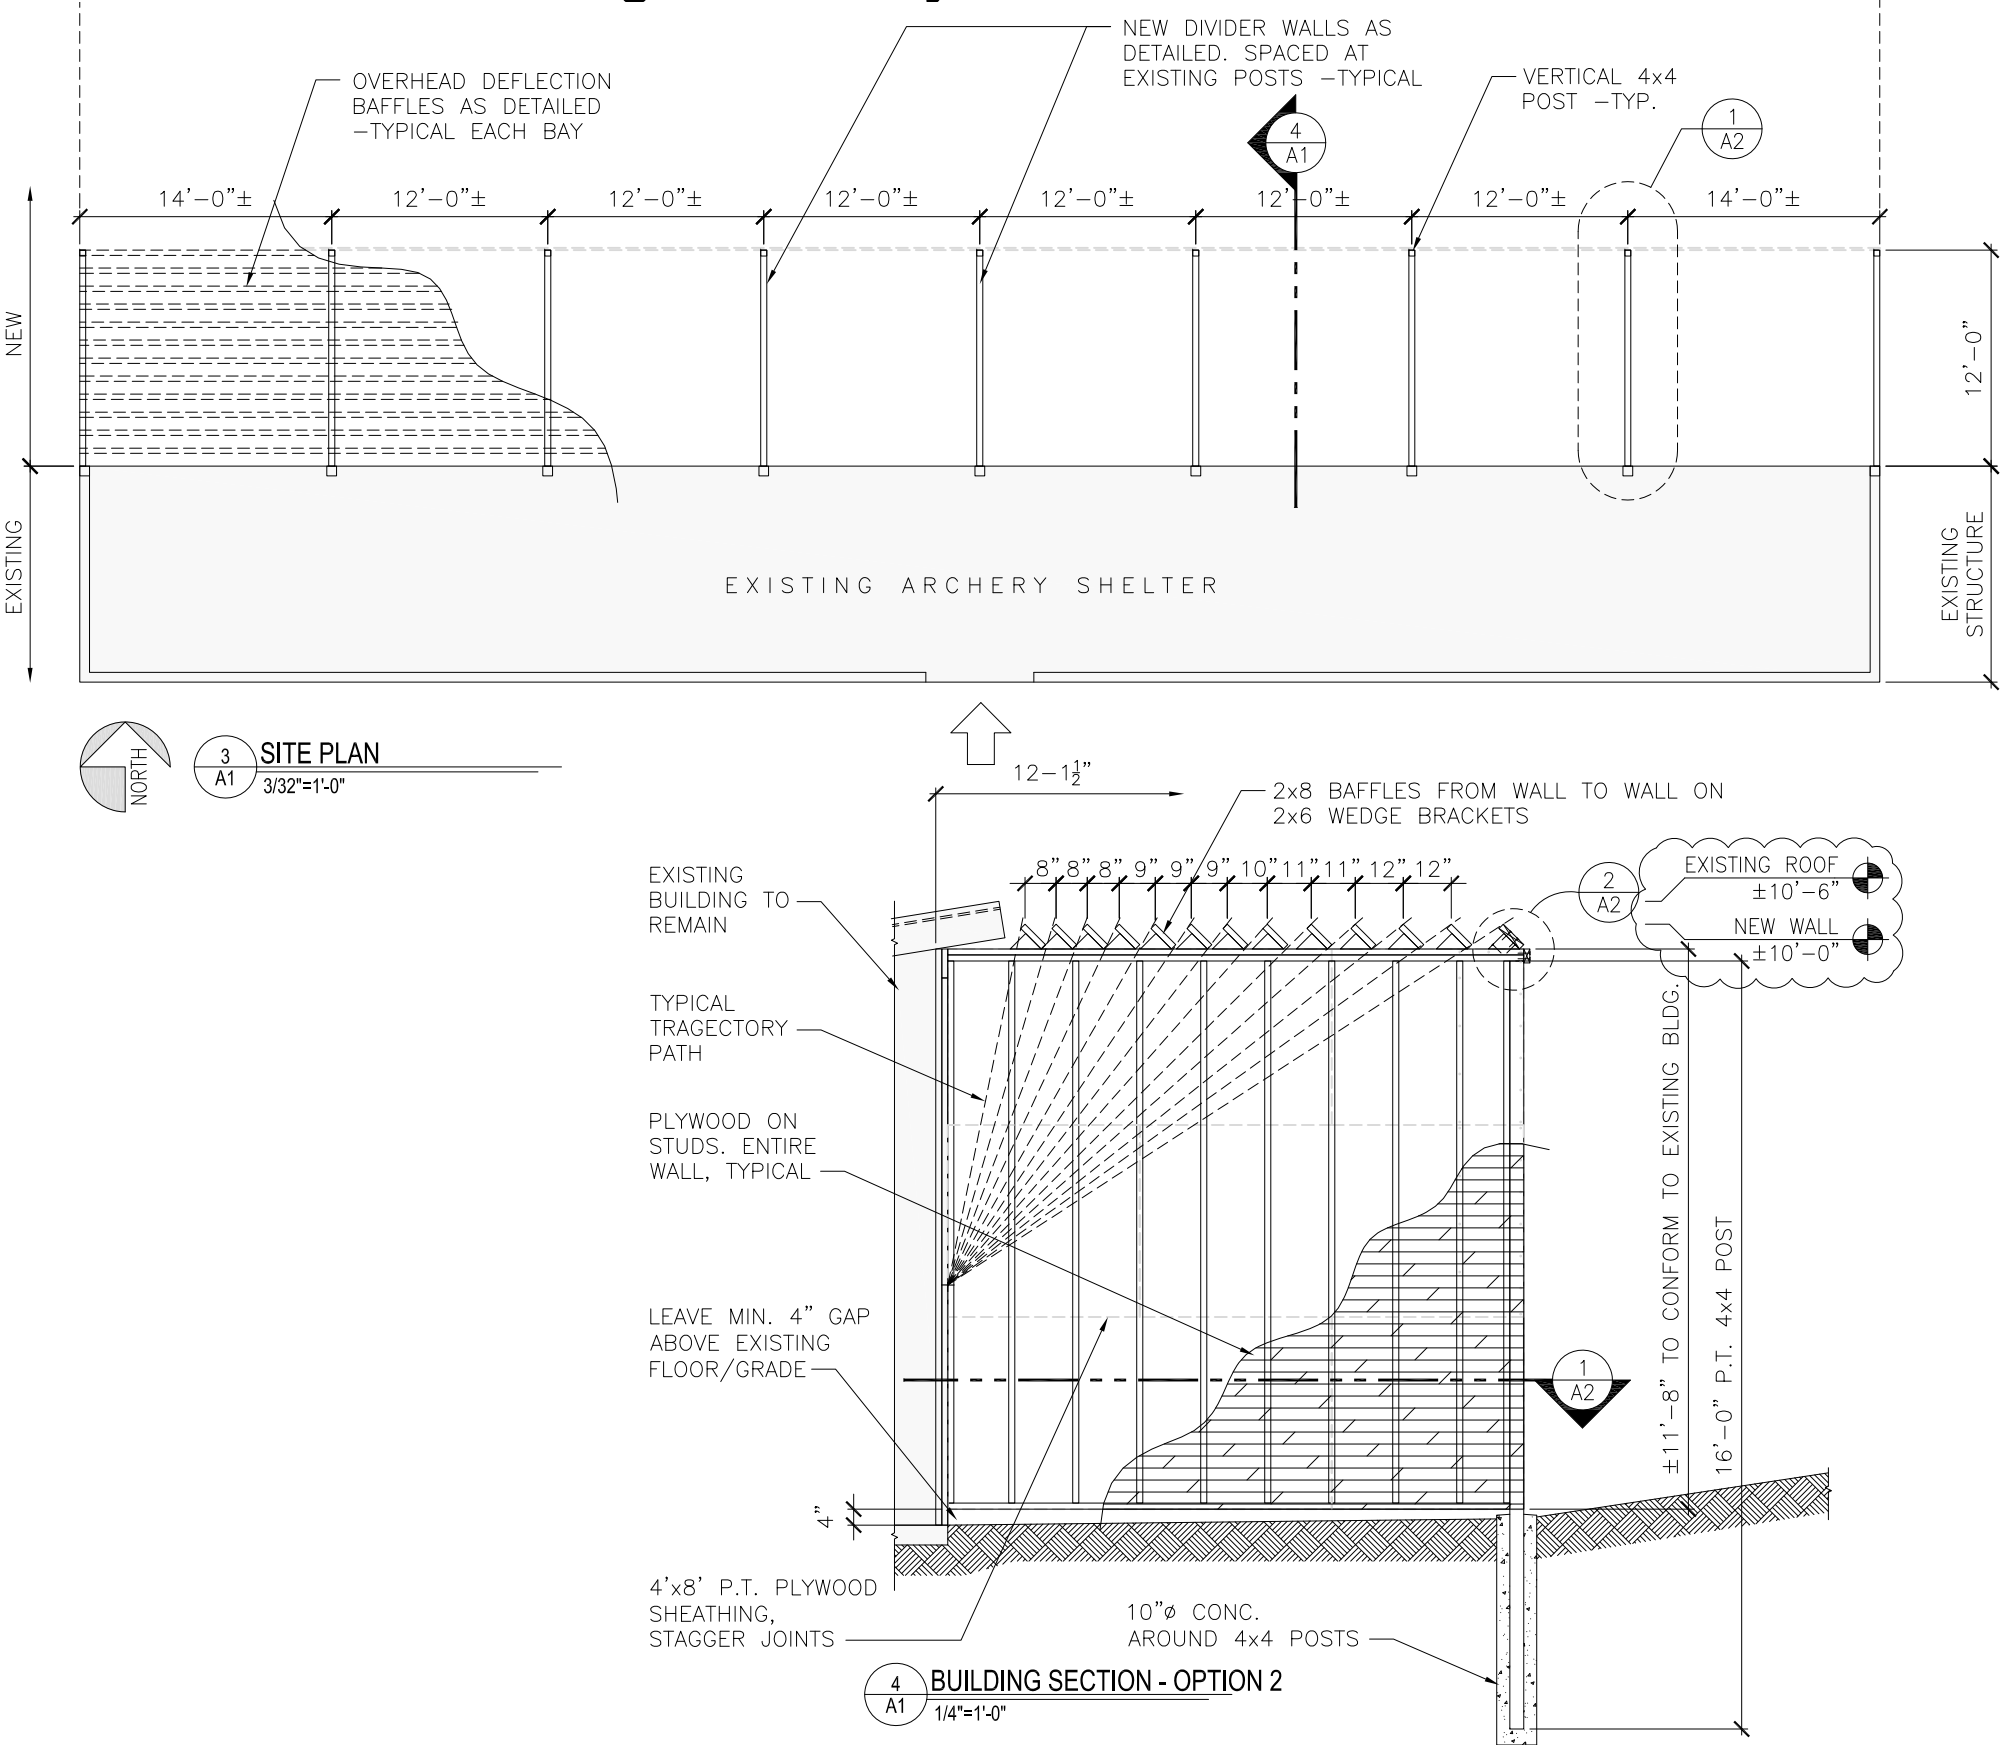 NEW DIVIDER WALLS AS
DETAILED. SPACED AT
EXISTING POSTS –TYPICAL
OVERHEAD DEFLECTION
BAFFLES AS DETAILED
–TYPICAL EACH BAY
VERTICAL 4x4
POST –TYP.
1
A2
4
A1
14'-0"±
12'-0"±
12'-0"±
12'-0"±
12'-0"±
12'-0"±
12'-0"±
14'-0"±
NEW
12'-0"
EXISTING
EXISTING ARCHERY SHELTER
EXISTING
STRUCTURE
NORTH
3
A1
SITE PLAN
3/32"=1'-0"
12-1½"
2x8 BAFFLES FROM WALL TO WALL ON
2x6 WEDGE BRACKETS
8"
8"
8"
9"
9"
9"
10"
11"
11"
12"
12"
2
A2
EXISTING ROOF
±10'-6"
NEW WALL
±10'-0"
EXISTING
BUILDING TO
REMAIN
TYPICAL
TRAGECTORY
PATH
PLYWOOD ON
STUDS. ENTIRE
WALL, TYPICAL
LEAVE MIN. 4" GAP
ABOVE EXISTING
FLOOR/GRADE
1
A2
±11'-8" TO CONFORM TO EXISTING BLDG.
16'-0" P.T. 4x4 POST
4"
4'x8' P.T. PLYWOOD
SHEATHING,
STAGGER JOINTS
10"ø CONC.
AROUND 4x4 POSTS
4
A1
BUILDING SECTION - OPTION 2
1/4"=1'-0"